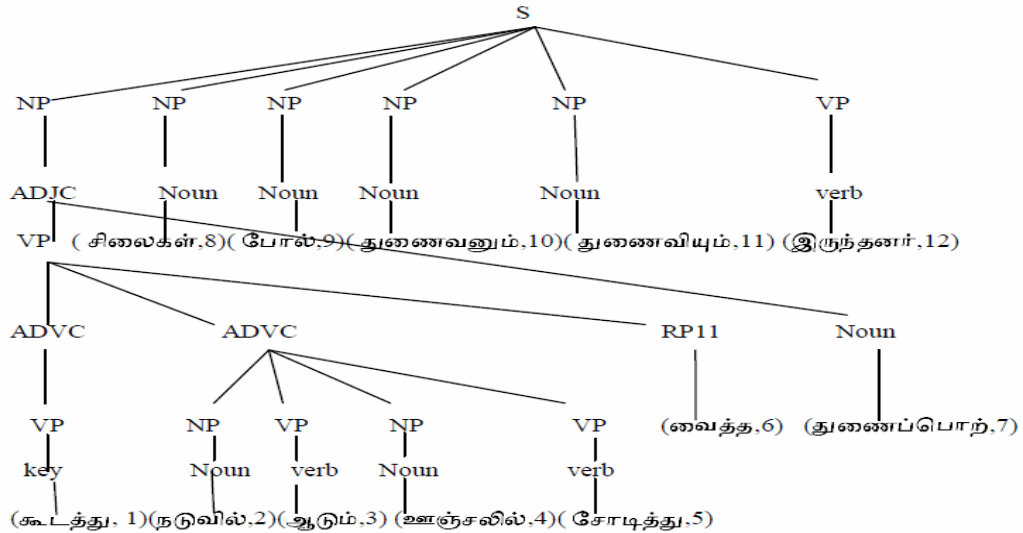 S
NP NP NP NP NP VP
ADJC Noun Noun Noun Noun verb
VP ( சிலைகள்,8)( போல்,9)(துணைவனும்,10)( துணைவியும்,11) (இருந்தனர்,12)
ADVC ADVC RP11 Noun
VP NP VP NP VP (வைத்த,6) (துணைப்பொற்,7)
key Noun verb Noun verb
(கூடத்து, 1)(நடுவில்,2)(ஆடும்,3) (ஊஞ்சலில்,4)( சோடித்து,5)